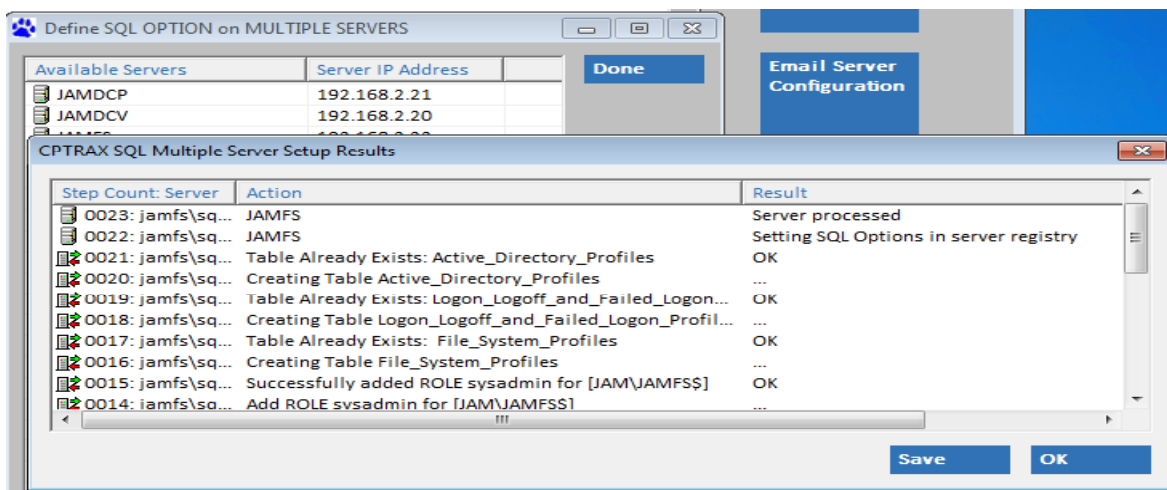 Define SQL OPTION on MULTIPLE SERVERS
Available Servers Server IP Address
Done
JAMDCP 192.168.2.21
JAMDCV 192.168.2.20
Email Server
Configuration
CPTRAX SQL Multiple Server Setup Results
Step Count: Server Action Result
0023: jamfs\sq... JAMFS Server processed
0022: jamfs\sq... JAMFS Setting SQL Options in server registry
0021: jamfs\sq... Table Already Exists: Active_Directory_Profiles OK
0020: jamfs\sq... Creating Table Active_Directory_Profiles ...
0019: jamfs\sq... Table Already Exists: Logon_Logoff_and_Failed_Logon... OK
0018: jamfs\sq... Creating Table Logon_Logoff_and_Failed_Logon_Profil... ...
0017: jamfs\sq... Table Already Exists: File_System_Profiles OK
0016: jamfs\sq... Creating Table File_System_Profiles ...
0015: jamfs\sq... Successfully added ROLE sysadmin for [JAM\JAMFS$] OK
0014: jamfs\sq... Add ROLE sysadmin for [JAM\JAMFS$] ...
Save OK